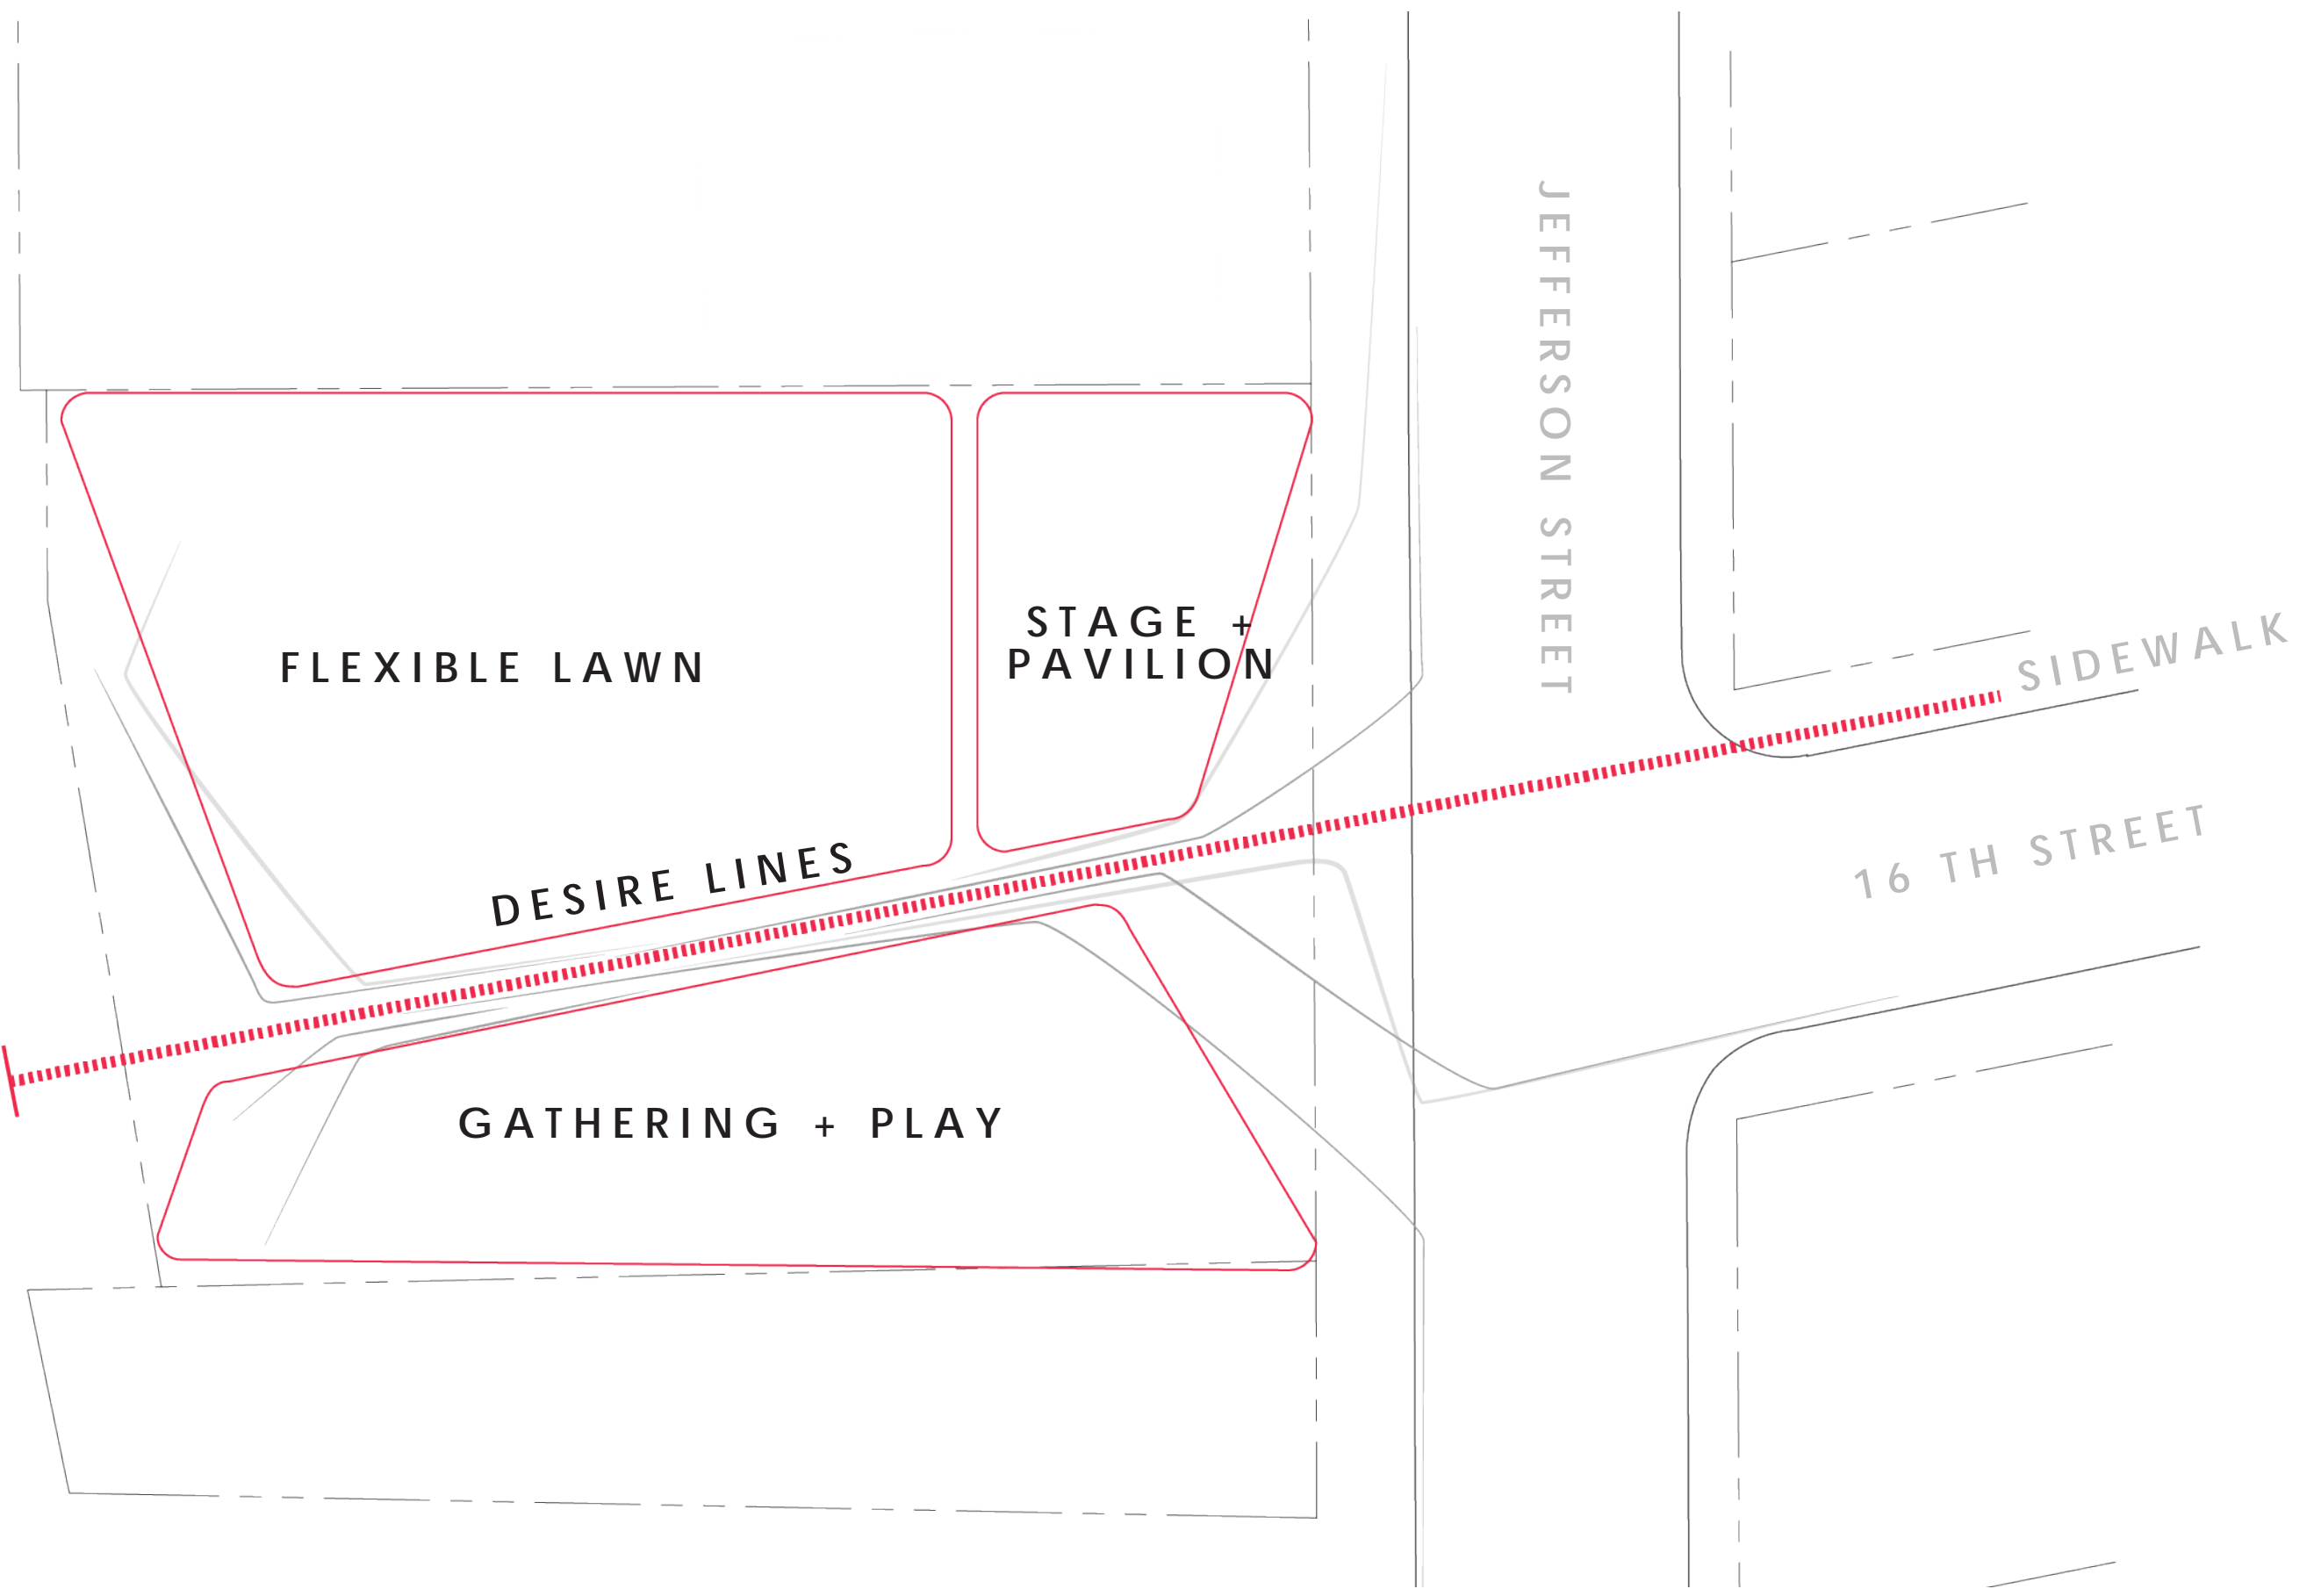 JEFFERSON STREET
SIDEWALK
STAGE +
PAVILION
FLEXIBLE LAWN
DESIRE LINES
16 TH STREET
GATHERING + PLAY